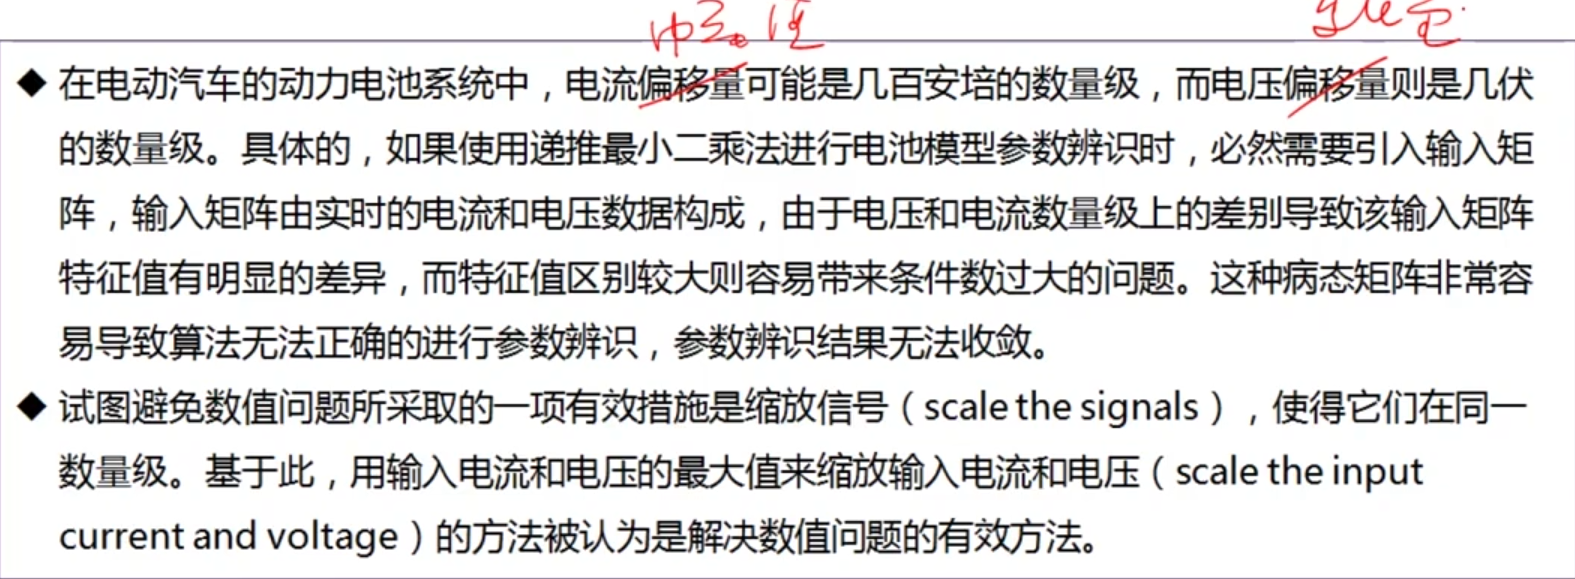 ◆ 在电动汽车的动力电池系统中，电流偏移量可能是几百安培的数量级，而电压偏移量则是几伏
的数量级。具体的，如果使用递推最小二乘法进行电池模型参数辨识时，必然需要引入输入矩
阵，输入矩阵由实时的电流和电压数据构成，由于电压和电流数量级上的差别导致该输入矩阵
特征值有明显的差异，而特征值区别较大则容易带来条件数过大的问题。这种病态矩阵非常容
易导致算法无法正确的进行参数辨识，参数辨识结果无法收敛。
◆ 试图避免数值问题所采取的一项有效措施是缩放信号（scale the signals），使得它们在同一
数量级。基于此，用输入电流和电压的最大值来缩放输入电流和电压（scale the input
current and voltage）的方法被认为是解决数值问题的有效方法。